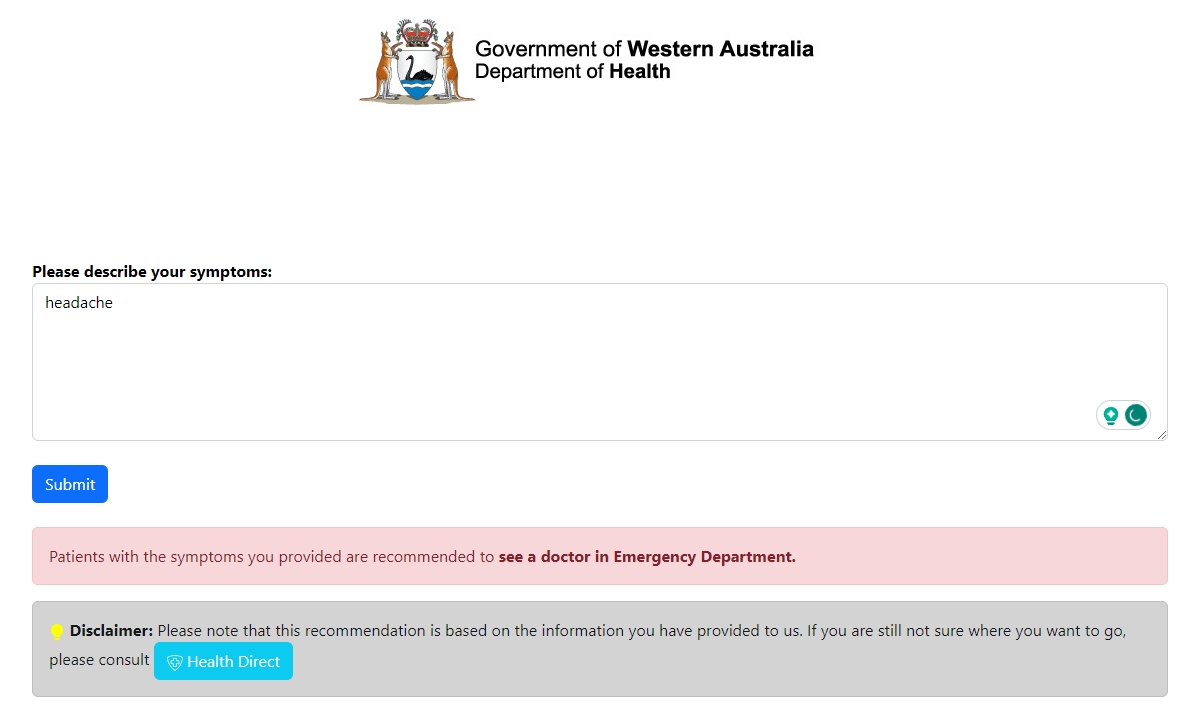 Government of Western Australia
Department of Health
Please describe your symptoms:
headache
Submit
Patients with the symptoms you provided are recommended to see a doctor in Emergency Department.
Disclaimer: Please note that this recommendation is based on the information you have provided to us. If you are still not sure where you want to go,
please consult Health Direct